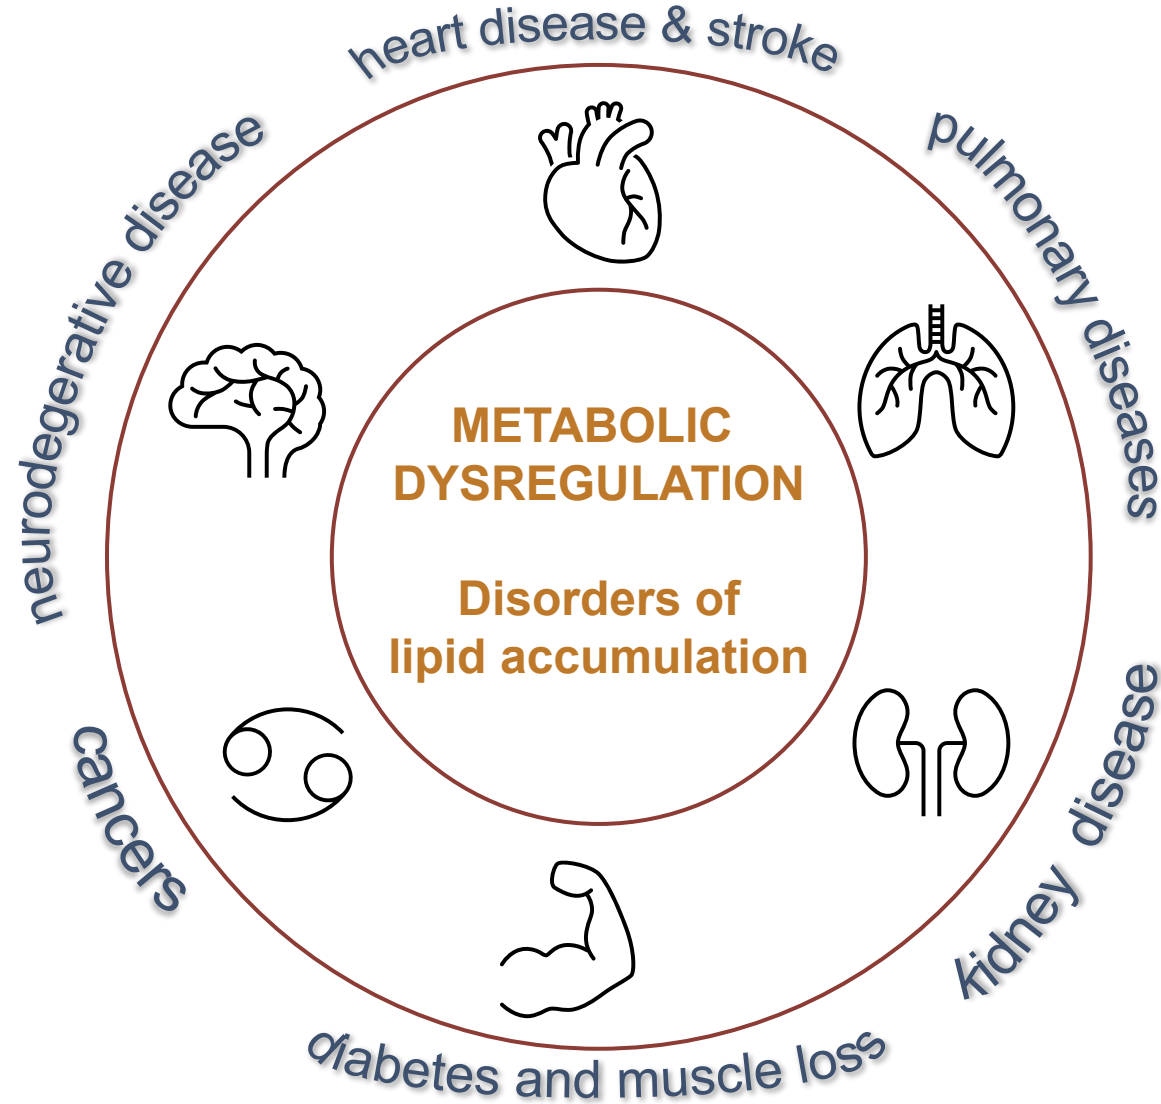 heart disease & stroke
pulmonary diseases
kidney disease
diabetes and muscle loss
cancers
neurodegerative disease
METABOLIC
DYSREGULATION
Disorders of
lipid accumulation